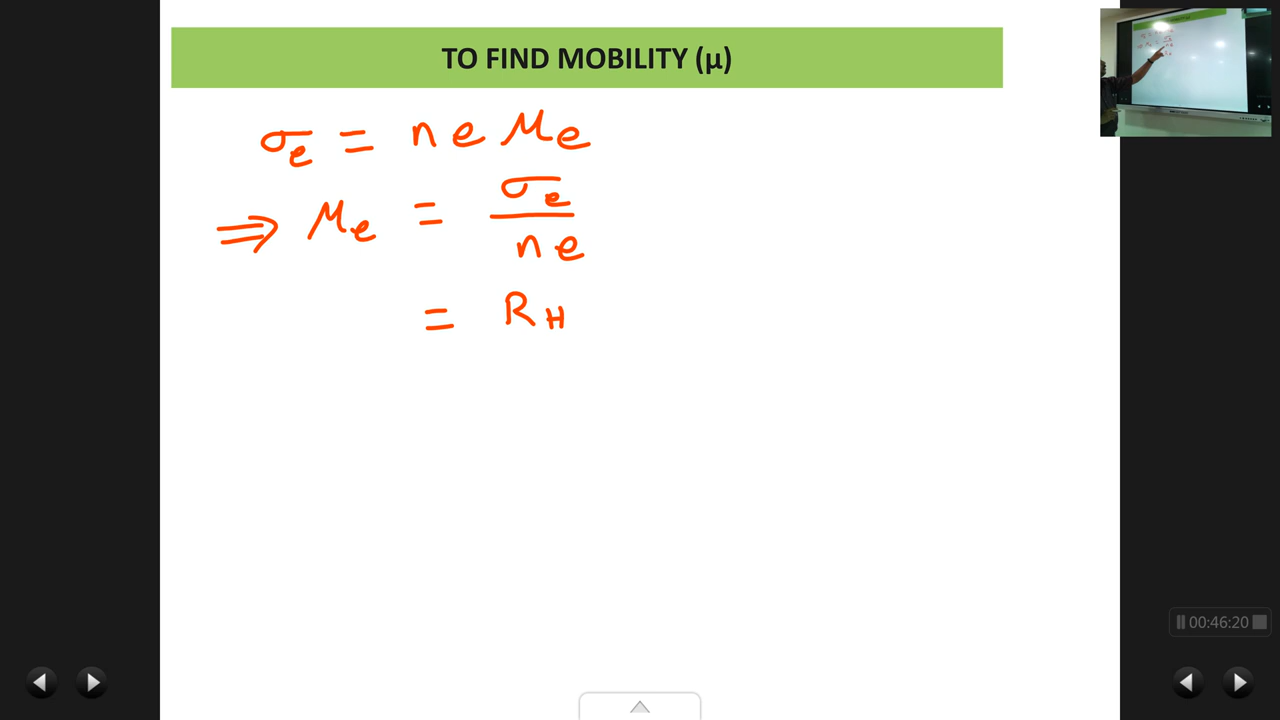 TO FIND MOBILITY (μ)
σe = n e μe
⇒ μe = σe / n e
= RH
00:46:20